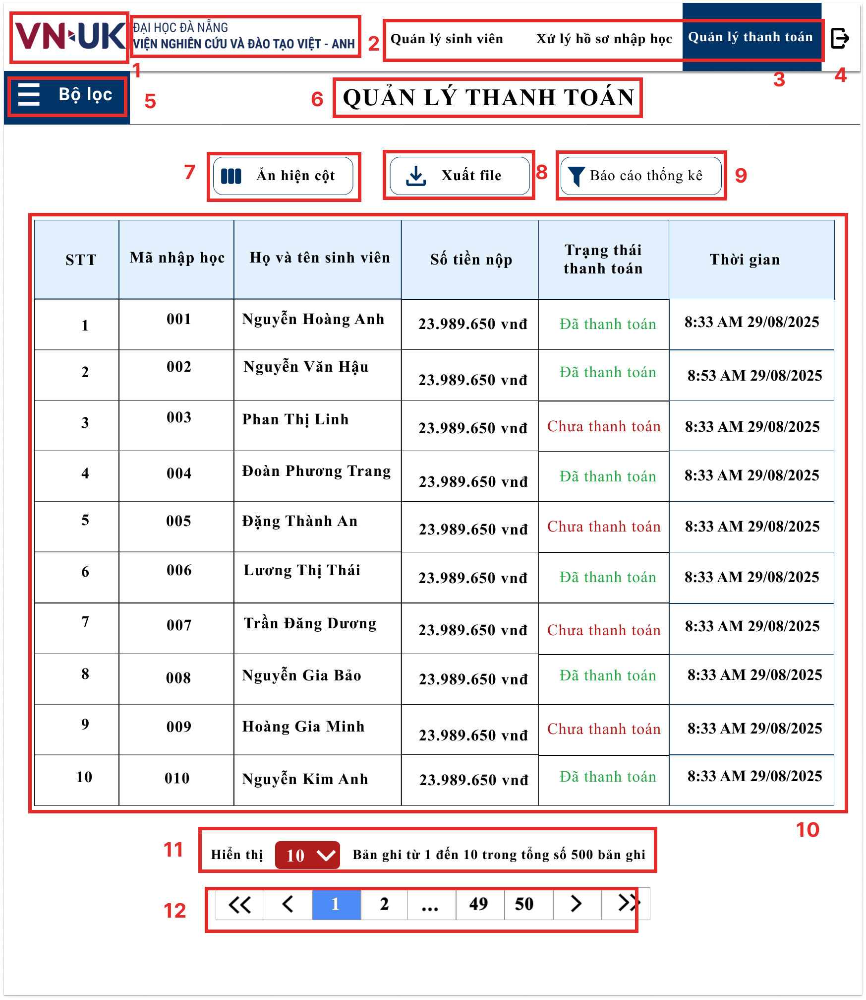 VN UK
ĐẠI HỌC ĐÀ NẴNG
VIỆN NGHIÊN CỨU VÀ ĐÀO TẠO VIỆT - ANH
1
2
Quản lý sinh viên Xử lý hồ sơ nhập học Quản lý thanh toán
3
4
Bộ lọc
5
6
QUẢN LÝ THANH TOÁN
7
Ẩn hiện cột
Xuất file
8
Báo cáo thống kê
9
STT Mã nhập học Họ và tên sinh viên Số tiền nộp Trạng thái thanh toán Thời gian
1 001 Nguyễn Hoàng Anh 23.989.650 vnđ Đã thanh toán 8:33 AM 29/08/2025
2 002 Nguyễn Văn Hậu 23.989.650 vnđ Đã thanh toán 8:53 AM 29/08/2025
3 003 Phan Thị Linh 23.989.650 vnđ Chưa thanh toán 8:33 AM 29/08/2025
4 004 Đoàn Phương Trang 23.989.650 vnđ Đã thanh toán 8:33 AM 29/08/2025
5 005 Đặng Thành An 23.989.650 vnđ Chưa thanh toán 8:33 AM 29/08/2025
6 006 Lương Thị Thái 23.989.650 vnđ Đã thanh toán 8:33 AM 29/08/2025
7 007 Trần Đăng Dương 23.989.650 vnđ Chưa thanh toán 8:33 AM 29/08/2025
8 008 Nguyễn Gia Bảo 23.989.650 vnđ Đã thanh toán 8:33 AM 29/08/2025
9 009 Hoàng Gia Minh 23.989.650 vnđ Chưa thanh toán 8:33 AM 29/08/2025
10 010 Nguyễn Kim Anh 23.989.650 vnđ Đã thanh toán 8:33 AM 29/08/2025
10
11
Hiển thị 10 Bản ghi từ 1 đến 10 trong tổng số 500 bản ghi
12
<< < 1 2 ... 49 50 > >>